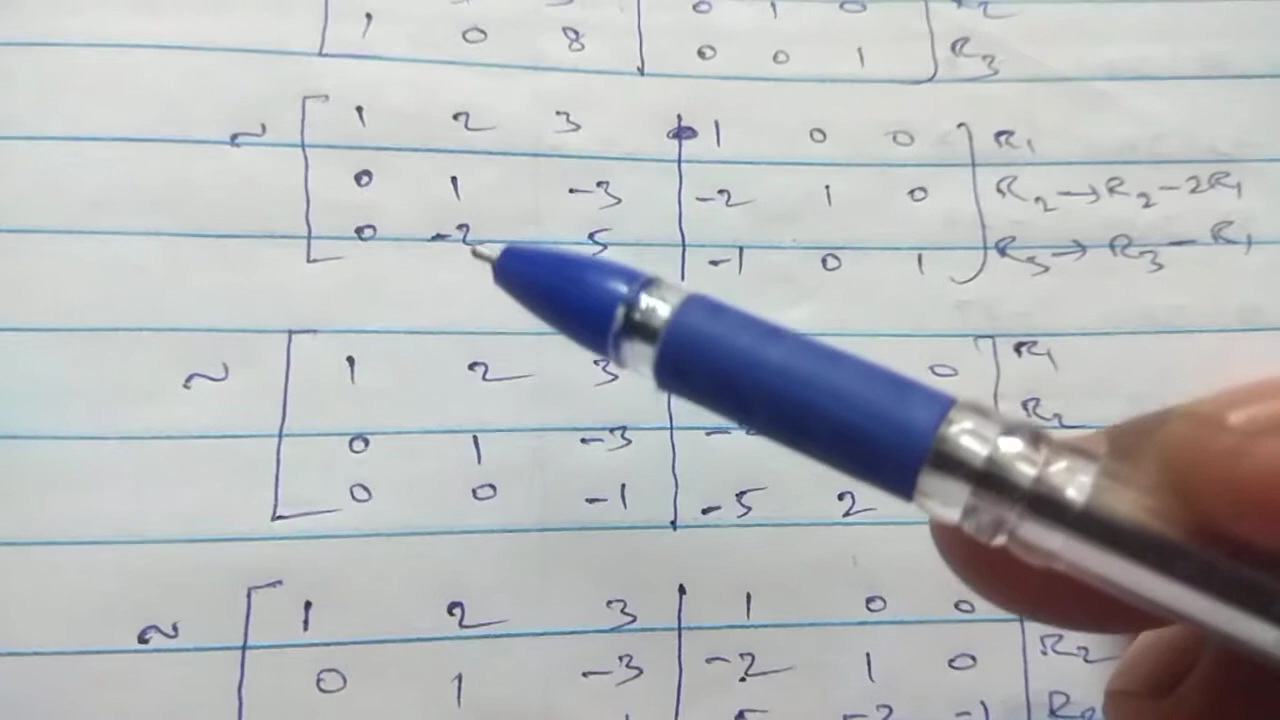 0 1 0
1 0 8 | 0 0 1 ] R3
~ [ 1 2 3 | 1 0 0 ] R1
0 1 -3 | -2 1 0 R2→R2-2R1
0 -2 5 | -1 0 1 R3→R3-R1
~ [ 1 2 3 | 0 ] R1
0 1 -3 | R2
0 0 -1 | -5 2
~ [ 1 2 3 | 1 0 0
0 1 -3 | -2 1 0 R2